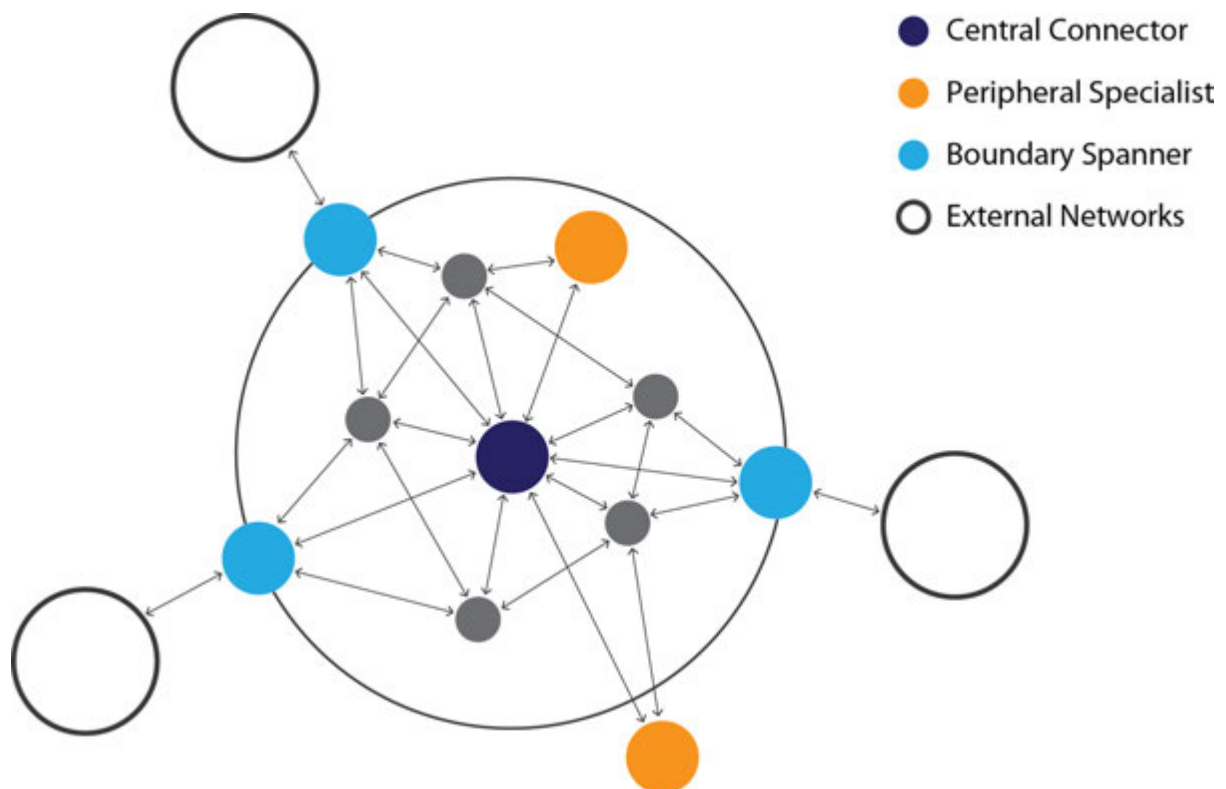 Central Connector
Peripheral Specialist
Boundary Spanner
External Networks